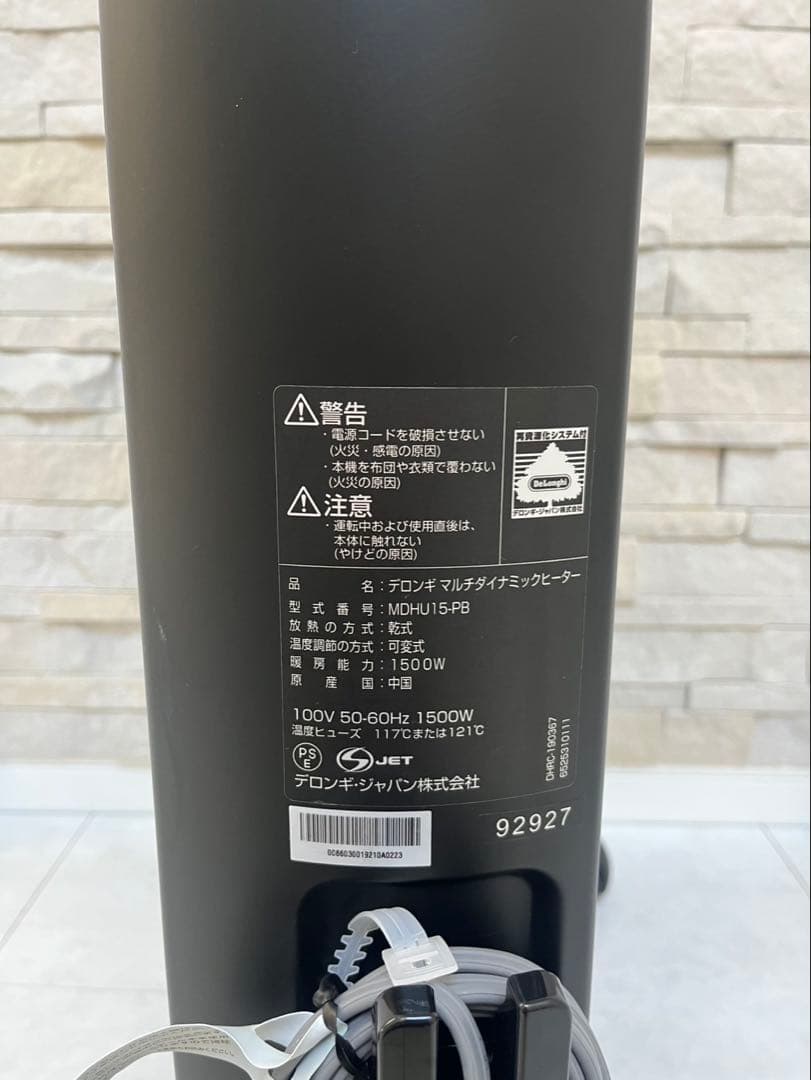 警告
・電源コードを破損させない
(火災・感電の原因)
・本機を布団や衣類で覆わない
(火災の原因)
注意
・運転中および使用直後は、
本体に触れない
(やけどの原因)
再資源化システム付
DeLonghi
デロンギ・ジャパン株式会社
品名：デロンギ マルチダイナミックヒーター
型式番号：MDHU15-PB
放熱の方式：乾式
温度調節の方式：可変式
暖房能力：1500W
原産国：中国
100V 50-60Hz 1500W
温度ヒューズ 117℃または121℃
PS
E
S JET
デロンギ・ジャパン株式会社
DHRC-190367
6525310111
92927
0C66030019210A0223